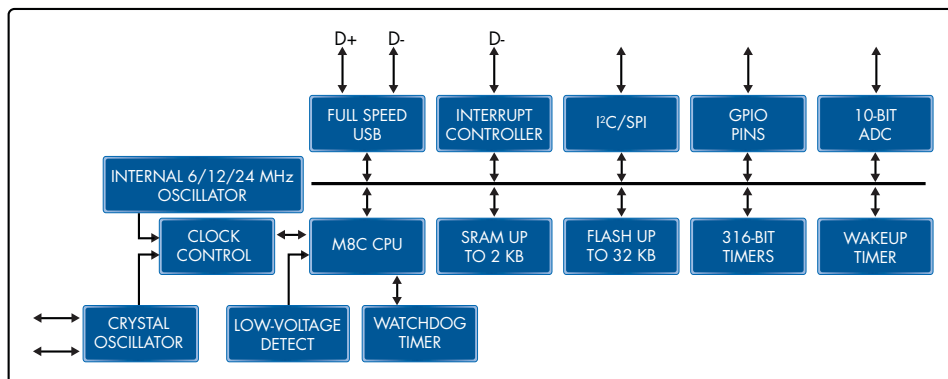 D+ D- D-
FULL SPEED
USB
INTERRUPT
CONTROLLER
I²C/SPI
GPIO
PINS
10-BIT
ADC
INTERNAL 6/12/24 MHz
OSCILLATOR
CLOCK
CONTROL
M8C CPU
SRAM UP
TO 2 KB
FLASH UP
TO 32 KB
316-BIT
TIMERS
WAKEUP
TIMER
CRYSTAL
OSCILLATOR
LOW-VOLTAGE
DETECT
WATCHDOG
TIMER